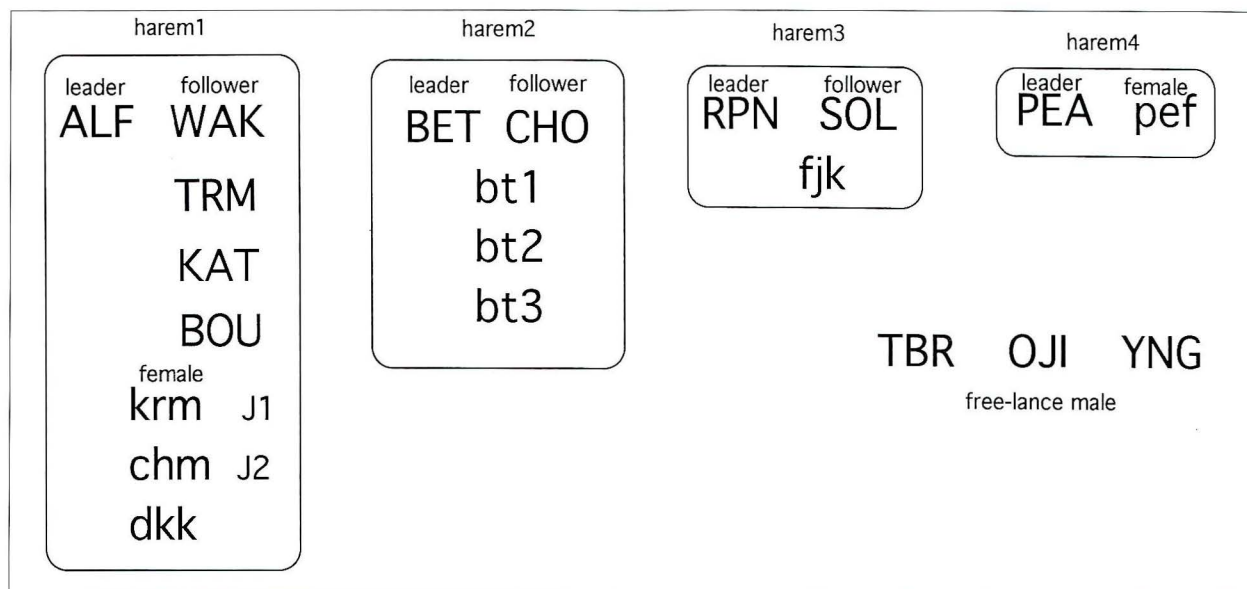 harem1
leader follower
ALF WAK
TRM
KAT
BOU
female
krm J1
chm J2
dkk
harem2
leader follower
BET CHO
bt1
bt2
bt3
harem3
leader follower
RPN SOL
fjk
harem4
leader female
PEA pef
TBR OJI YNG
free-lance male